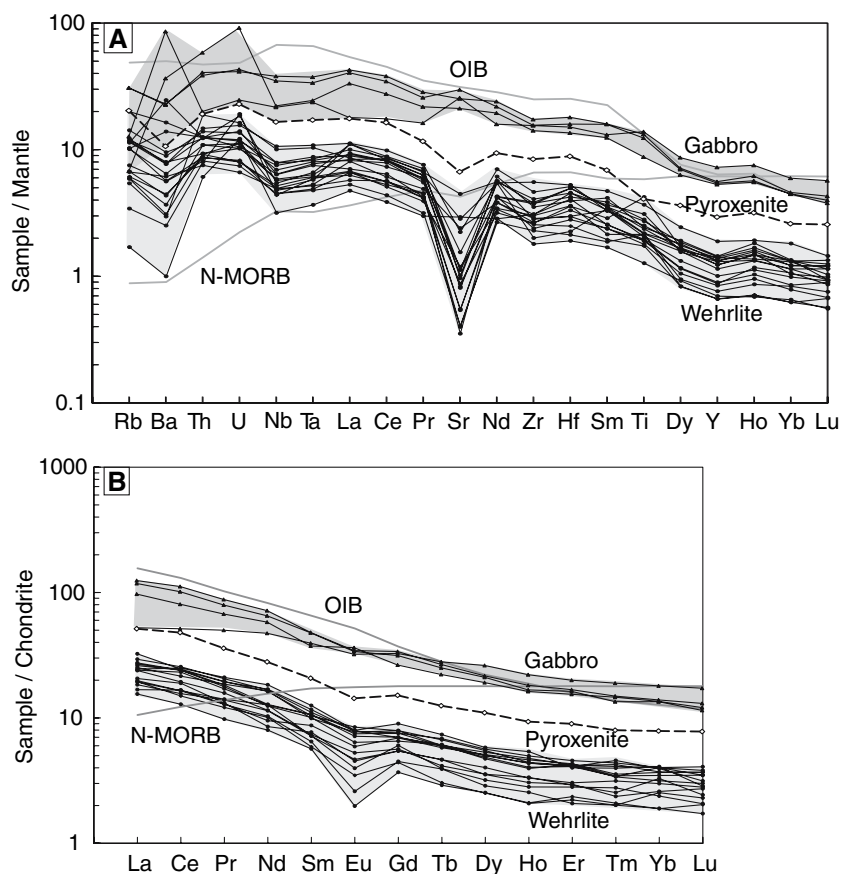 A
Sample / Mantle
100
10
1
0.1
OIB
Gabbro
Pyroxenite
N-MORB
Wehrlite
Rb Ba Th U Nb Ta La Ce Pr Sr Nd Zr Hf Sm Ti Dy Y Ho Yb Lu
B
Sample / Chondrite
1000
100
10
1
OIB
Gabbro
N-MORB
Pyroxenite
Wehrlite
La Ce Pr Nd Sm Eu Gd Tb Dy Ho Er Tm Yb Lu